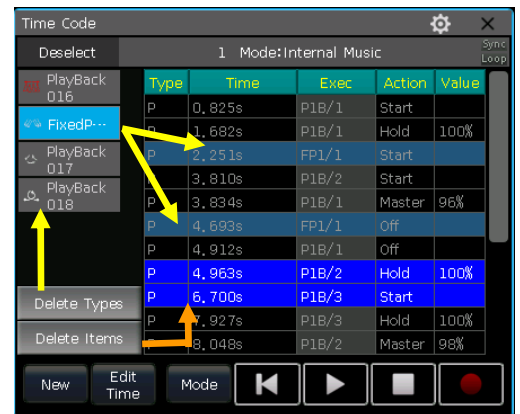 Time Code
Deselect 1 Mode:Internal Music Sync Loop
PlayBack 016
FixedP···
PlayBack 017
PlayBack 018
Type Time Exec Action Value
P 0.825s P1B/1 Start
P 1.682s P1B/1 Hold 100%
P 2.251s FP1/1 Start
P 3.810s P1B/2 Start
P 3.834s P1B/1 Master 96%
P 4.693s FP1/1 Off
P 4.912s P1B/1 Off
P 4.963s P1B/2 Hold 100%
P 6.700s P1B/3 Start
P 7.927s P1B/3 Hold 100%
P 8.048s P1B/2 Master 98%
Delete Types
Delete Items
New Edit Time Mode